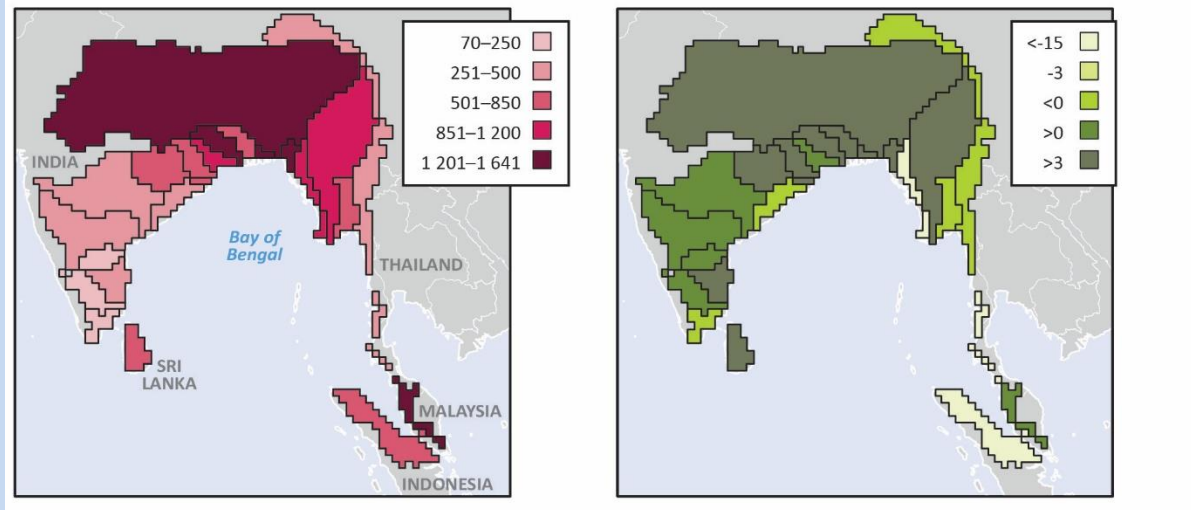 70–250
251–500
501–850
851–1 200
1 201–1 641
INDIA
Bay of
Bengal
THAILAND
SRI
LANKA
MALAYSIA
INDONESIA
<-15
-3
<0
>0
>3